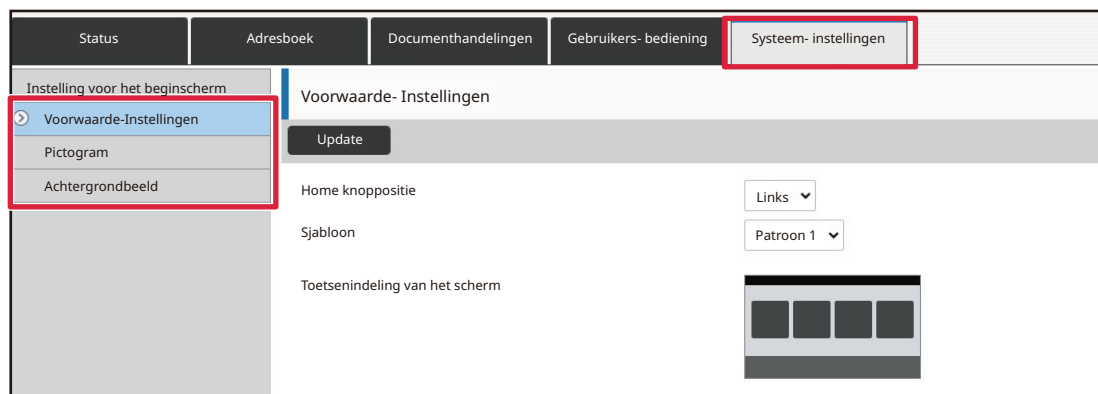 Status
Adresboek
Documenthandelingen
Gebruikers- bediening
Systeem- instellingen
Instelling voor het beginscherm
Voorwaarde-Instellingen
Pictogram
Achtergrondbeeld
Voorwaarde- Instellingen
Update
Home knoppositie
Links
Sjabloon
Patroon 1
Toetsenindeling van het scherm